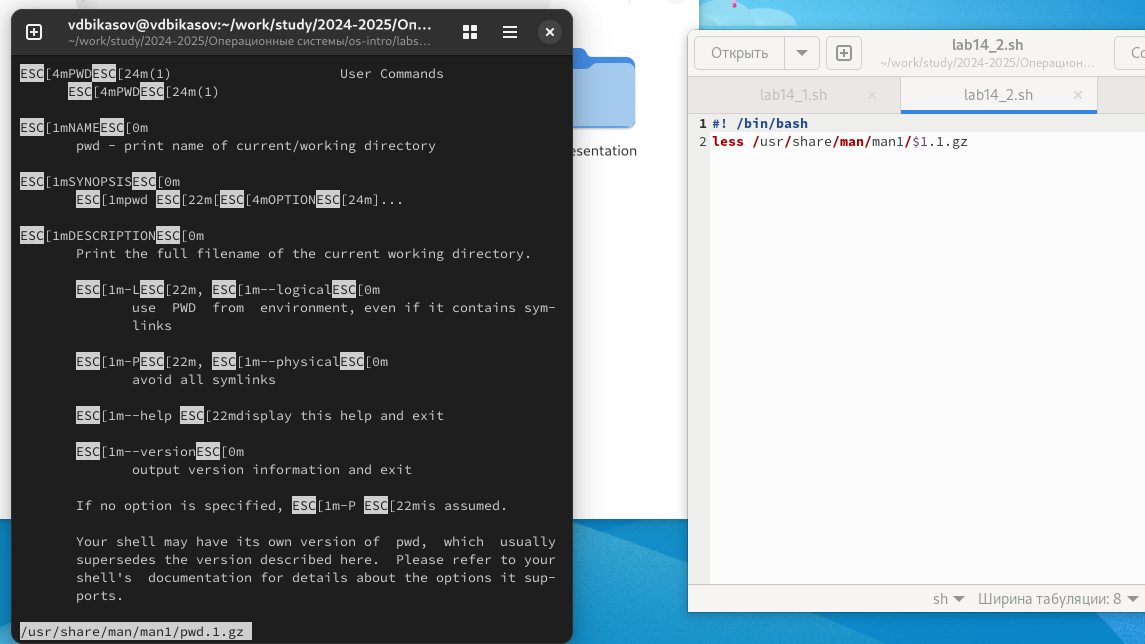 vdbikasov@vdbikasov:~/work/study/2024-2025/Оп...
~/work/study/2024-2025/Операционные системы/os-intro/labs...
ESC[4mPWDESC[24m(1) User Commands
ESC[4mPWDESC[24m(1)
ESC[1mNAMEESC[0m
pwd - print name of current/working directory
ESC[1mSYNOPSISESC[0m
ESC[1mpwd ESC[22m[ESC[4mOPTIONESC[24m]...
ESC[1mDESCRIPTIONESC[0m
Print the full filename of the current working directory.
ESC[1m-LESC[22m, ESC[1m--logicalESC[0m
use PWD from environment, even if it contains sym-
links
ESC[1m-PESC[22m, ESC[1m--physicalESC[0m
avoid all symlinks
ESC[1m--help ESC[22mdisplay this help and exit
ESC[1m--versionESC[0m
output version information and exit
If no option is specified, ESC[1m-P ESC[22mis assumed.
Your shell may have its own version of pwd, which usually
supersedes the version described here. Please refer to your
shell's documentation for details about the options it sup-
ports.
/usr/share/man/man1/pwd.1.gz
esentation
Открыть
lab14_2.sh
~/work/study/2024-2025/Операцион...
Со
lab14_1.sh ×
lab14_2.sh ×
1 #! /bin/bash
2 less /usr/share/man/man1/$1.1.gz
sh
Ширина табуляции: 8